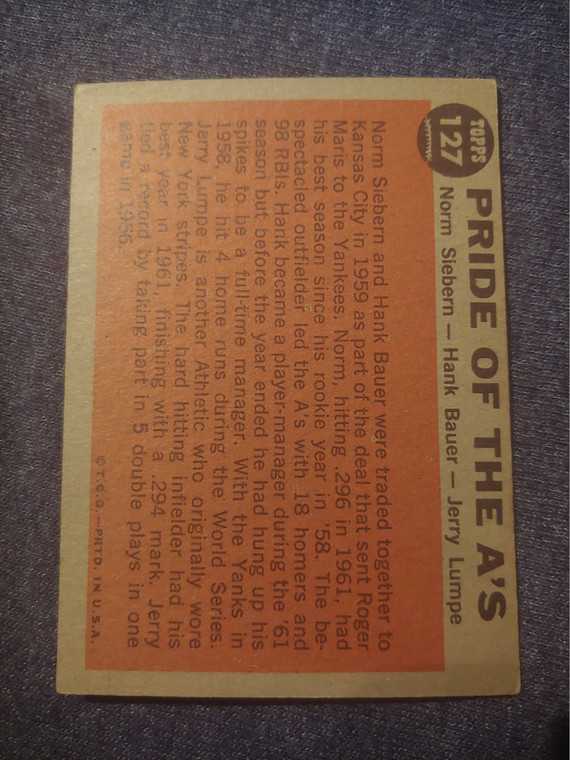 TOPPS
127
PRIDE OF THE A'S
Norm Siebern — Hank Bauer — Jerry Lumpe
Norm Siebern and Hank Bauer were traded together to
Kansas City in 1959 as part of the deal that sent Roger
Maris to the Yankees. Norm, hitting .296 in 1961, had
his best season since his rookie year in '58. The be-
spectacled outfielder led the A's with 18 homers and
98 RBIs. Hank became a player-manager during the '61
season but before the year ended he had hung up his
spikes to be a full-time manager. With the Yanks in
1958, he hit 4 home runs during the World Series.
Jerry Lumpe is another Athletic who originally wore
New York stripes. The hard hitting infielder had his
best year in 1961, finishing with a .294 mark. Jerry
tied a record by taking part in 5 double plays in one
game in 1956.
©T.C.G.—PRTD. IN U.S.A.